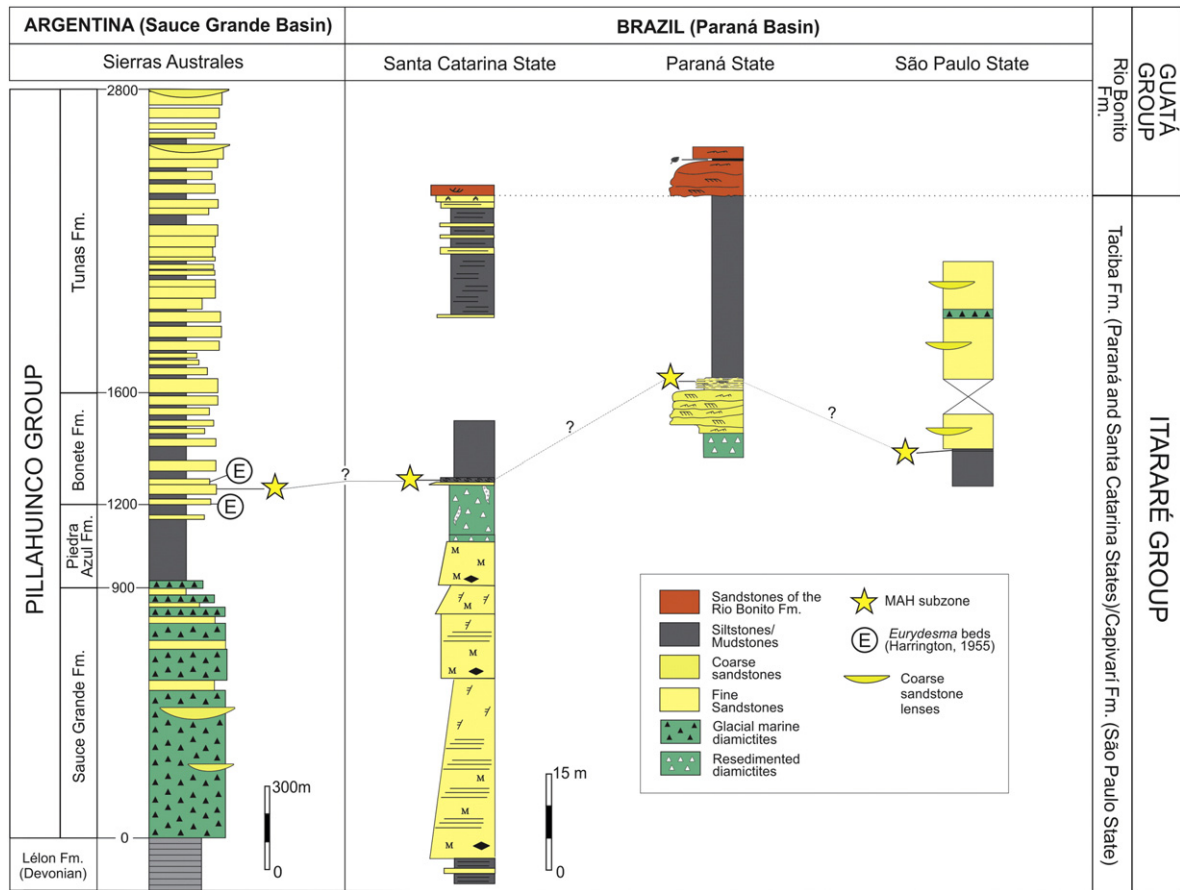 ARGENTINA (Sauce Grande Basin)
BRAZIL (Paraná Basin)
Sierras Australes
Santa Catarina State
Paraná State
São Paulo State
Rio Bonito
Fm.
GUATÁ
GROUP
PILLAHUINCO GROUP
Tunas Fm.
Bonete Fm.
Piedra
Azul Fm.
Sauce Grande Fm.
Lélon Fm.
(Devonian)
2800
1600
1200
900
0
E
E
?
?
?
M
M
M
M
M
M
M
M
300m
0
15 m
0
Sandstones of the
Rio Bonito Fm.
Siltstones/
Mudstones
Coarse
sandstones
Fine
Sandstones
Glacial marine
diamictites
Resedimented
diamictites
MAH subzone
E
Eurydesma beds
(Harrington, 1955)
Coarse
sandstone
lenses
Taciba Fm. (Paraná and Santa Catarina States)/Capivarí Fm. (São Paulo State)
ITARARÉ GROUP